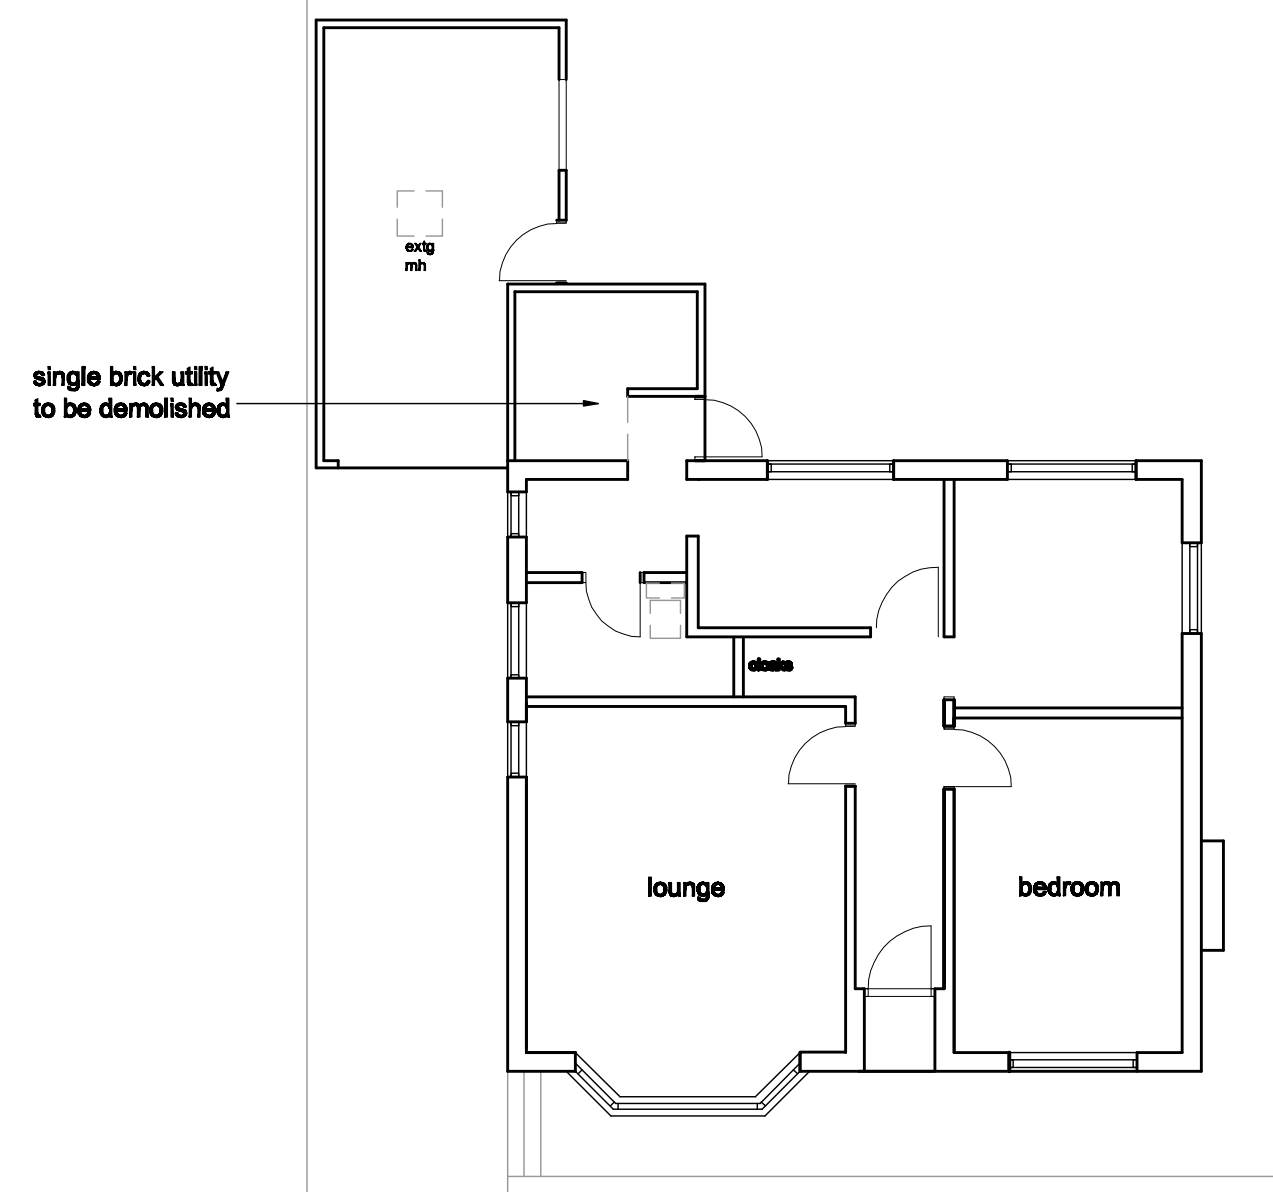 extg
mh
single brick utility
to be demolished
cloaks
lounge
bedroom